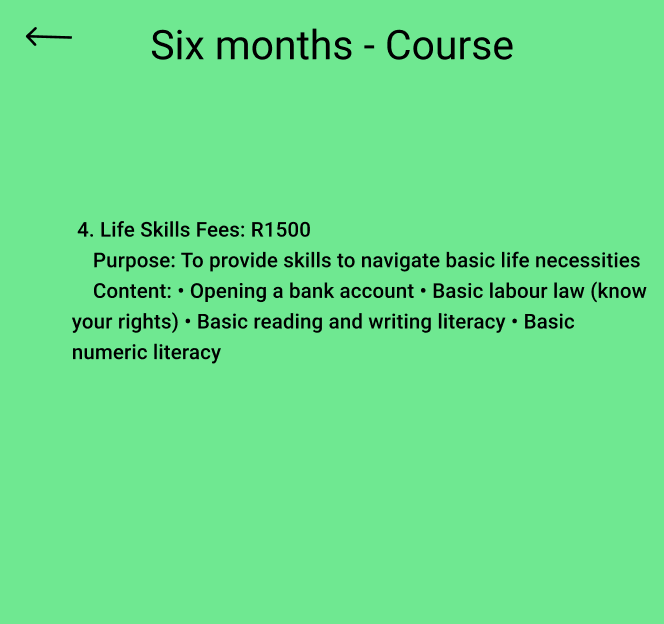 Six months - Course
4. Life Skills Fees: R1500
Purpose: To provide skills to navigate basic life necessities
Content: • Opening a bank account • Basic labour law (know
your rights) • Basic reading and writing literacy • Basic
numeric literacy